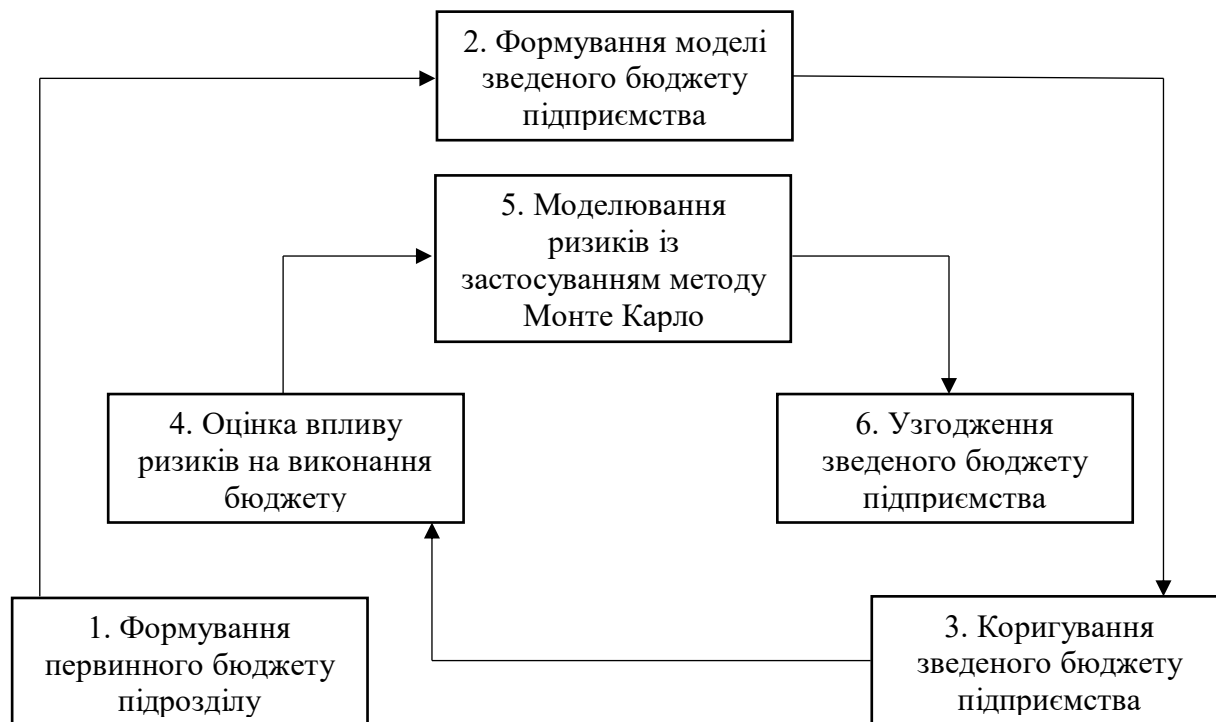 2. Формування моделі
зведеного бюджету
підприємства
5. Моделювання
ризиків із
застосуванням методу
Монте Карло
4. Оцінка впливу
ризиків на виконання
бюджету
6. Узгодження
зведеного бюджету
підприємства
1. Формування
первинного бюджету
підрозділу
3. Коригування
зведеного бюджету
підприємства